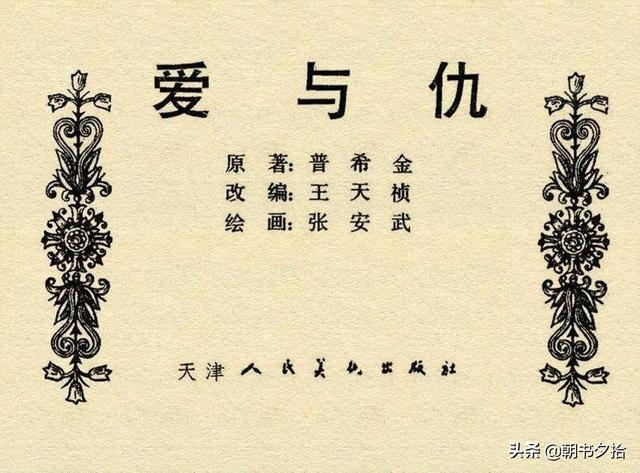 爱与仇
原著：普希金
改编：王天桢
绘画：张安武
天津人民美术出版社
头条 @朝书夕拾